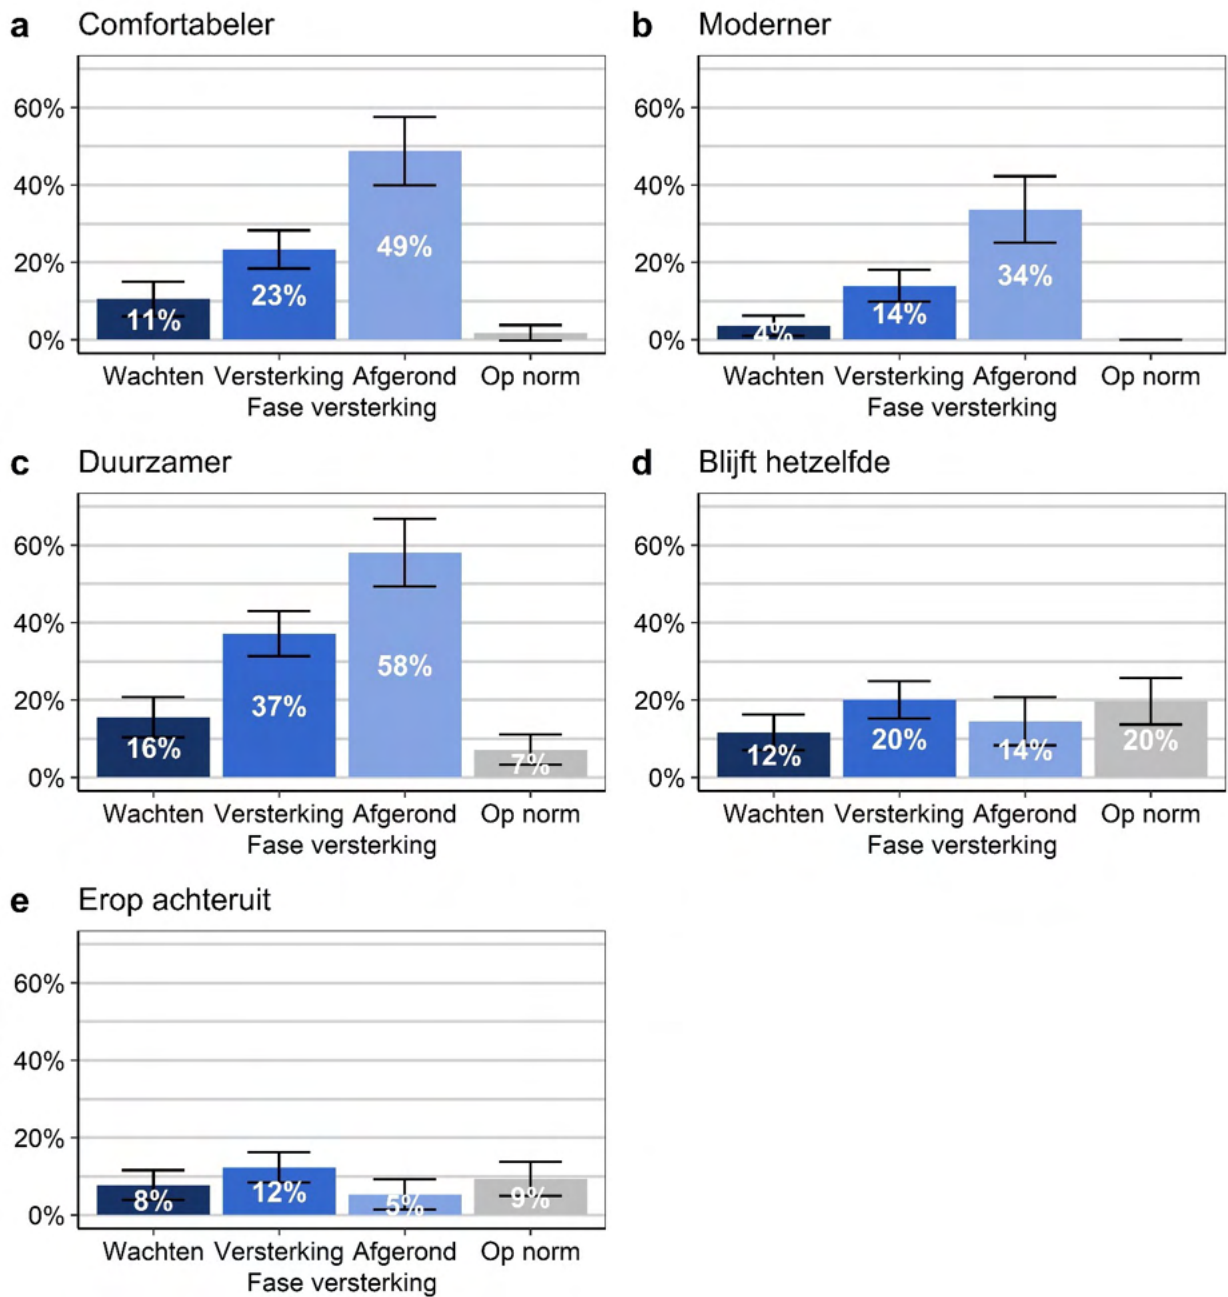 a Comfortabeler
60%
40%
20%
0%
11%
23%
49%
Wachten Versterking Afgerond Op norm
Fase versterking
b Moderner
60%
40%
20%
0%
4%
14%
34%
Wachten Versterking Afgerond Op norm
Fase versterking
c Duurzamer
60%
40%
20%
0%
16%
37%
58%
7%
Wachten Versterking Afgerond Op norm
Fase versterking
d Blijft hetzelfde
60%
40%
20%
0%
12%
20%
14%
20%
Wachten Versterking Afgerond Op norm
Fase versterking
e Erop achteruit
60%
40%
20%
0%
8%
12%
5%
9%
Wachten Versterking Afgerond Op norm
Fase versterking